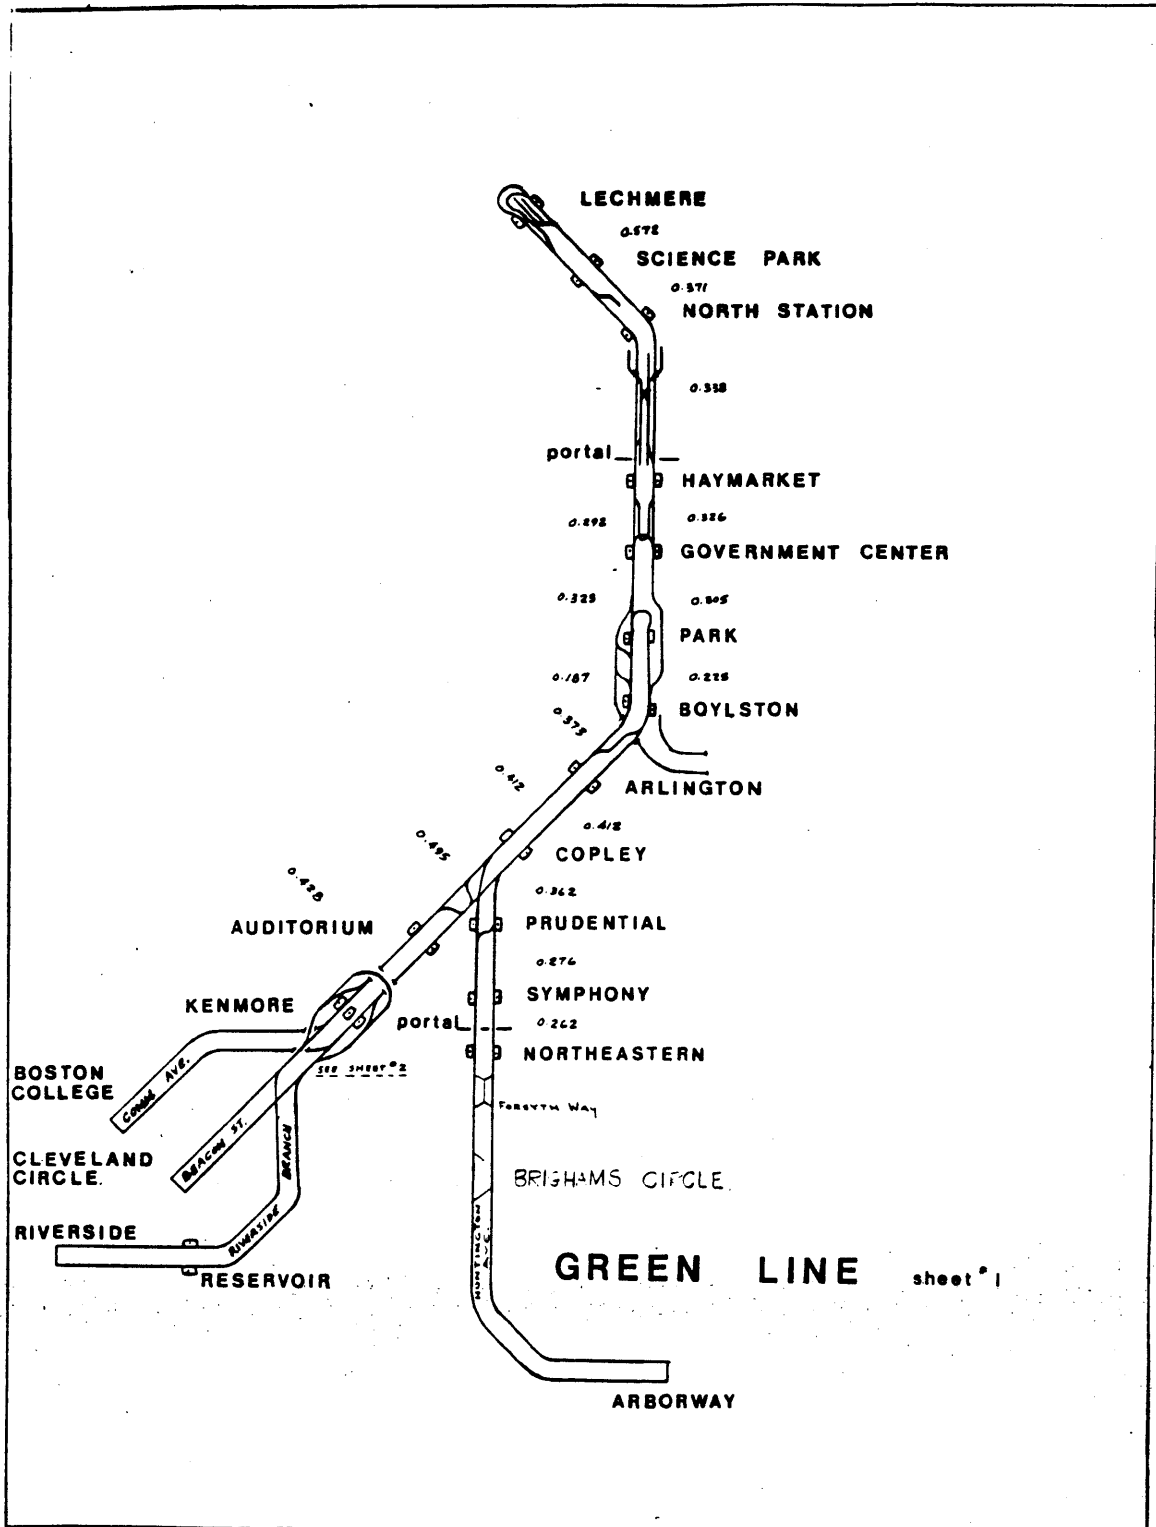 LECHMERE
0.572
SCIENCE PARK
0.371
NORTH STATION
0.338
portal
HAYMARKET
0.292
0.326
GOVERNMENT CENTER
0.323
0.305
PARK
0.187
0.225
BOYLSTON
0.373
ARLINGTON
0.412
0.412
COPLEY
0.495
0.362
0.428
AUDITORIUM
PRUDENTIAL
0.276
SYMPHONY
KENMORE
portal
0.262
NORTHEASTERN
SEE SHEET #2
BOSTON
COLLEGE
COMM AVE.
FORSYTH WAY
BEACON ST.
CLEVELAND
CIRCLE.
BRANCH
BRIGHAMS CIRCLE.
RIVERSIDE
RIVERSIDE
HUNTINGTON
AVE.
RESERVOIR
GREEN LINE sheet #1
ARBORWAY